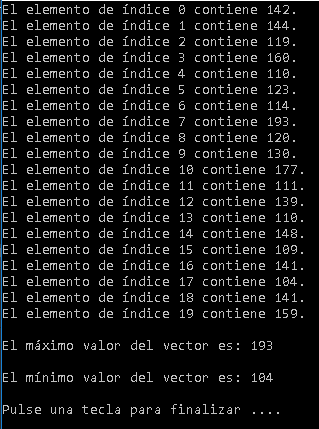 El elemento de índice 0 contiene 142.
El elemento de índice 1 contiene 144.
El elemento de índice 2 contiene 119.
El elemento de índice 3 contiene 160.
El elemento de índice 4 contiene 110.
El elemento de índice 5 contiene 123.
El elemento de índice 6 contiene 114.
El elemento de índice 7 contiene 193.
El elemento de índice 8 contiene 120.
El elemento de índice 9 contiene 130.
El elemento de índice 10 contiene 177.
El elemento de índice 11 contiene 111.
El elemento de índice 12 contiene 139.
El elemento de índice 13 contiene 110.
El elemento de índice 14 contiene 148.
El elemento de índice 15 contiene 109.
El elemento de índice 16 contiene 141.
El elemento de índice 17 contiene 104.
El elemento de índice 18 contiene 141.
El elemento de índice 19 contiene 159.
El máximo valor del vector es: 193
El mínimo valor del vector es: 104
Pulse una tecla para finalizar ....